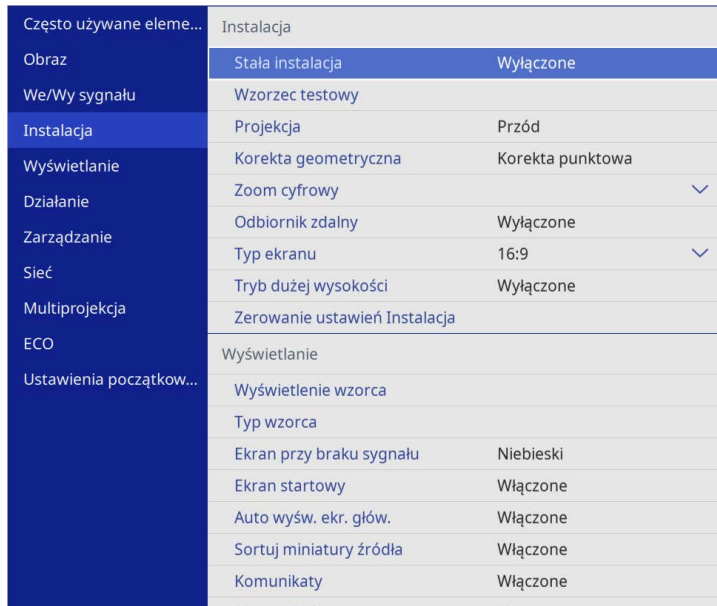 Często używane eleme...
Obraz
We/Wy sygnału
Instalacja
Wyświetlanie
Działanie
Zarządzanie
Sieć
Multiprojekcja
ECO
Ustawienia początkow...
Instalacja
Stała instalacja Wyłączone
Wzorzec testowy
Projekcja Przód
Korekta geometryczna Korekta punktowa
Zoom cyfrowy
Odbiornik zdalny Wyłączone
Typ ekranu 16:9
Tryb dużej wysokości Wyłączone
Zerowanie ustawień Instalacja
Wyświetlanie
Wyświetlenie wzorca
Typ wzorca
Ekran przy braku sygnału Niebieski
Ekran startowy Włączone
Auto wyśw. ekr. głów. Włączone
Sortuj miniatury źródła Włączone
Komunikaty Włączone